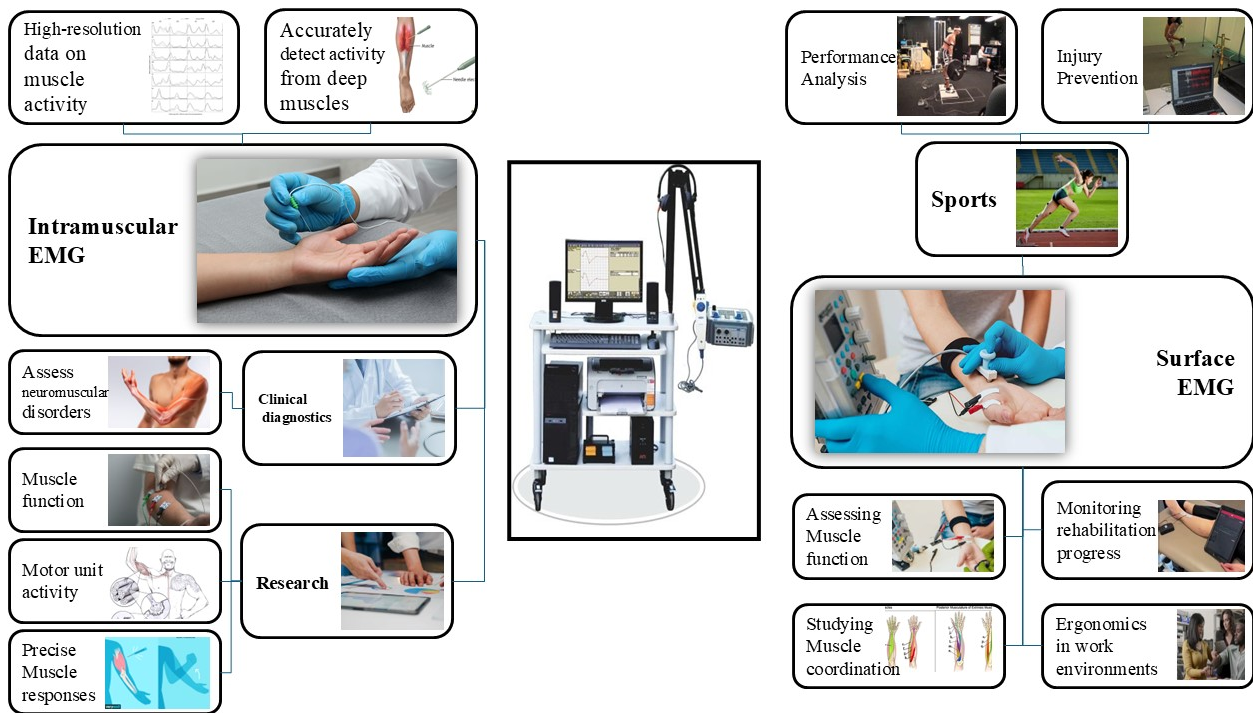 High-resolution
data on
muscle
activity
Accurately
detect activity
from deep
muscles
Muscle
Intramuscular
EMG
Assess
neuromuscular
disorders
Clinical
diagnostics
Muscle
function
Motor unit
activity
Precise
Muscle
responses
Research
Performance
Analysis
Injury
Prevention
Sports
Surface
EMG
Assessing
Muscle
function
Monitoring
rehabilitation
progress
Studying
Muscle
coordination
Ergonomics
in work
environments